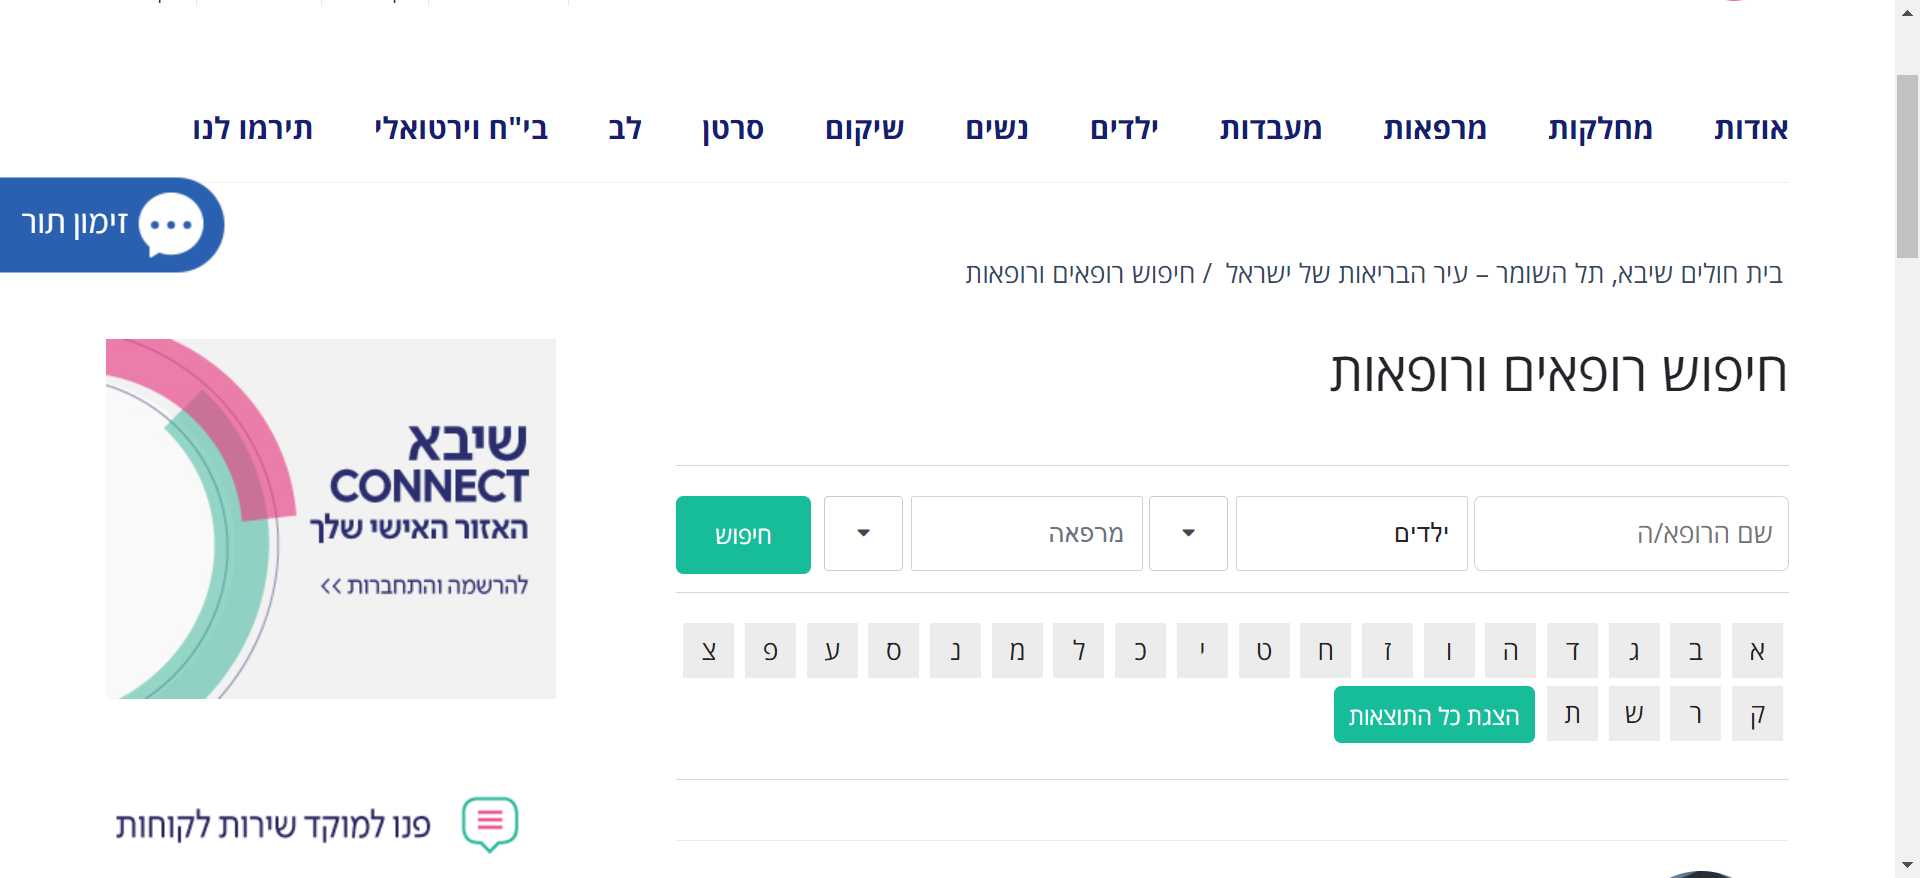 אודות מחלקות מרפאות מעבדות ילדים נשים שיקום סרטן לב בי"ח וירטואלי תירמו לנו
זימון תור
בית חולים שיבא, תל השומר – עיר הבריאות של ישראל / חיפוש רופאים ורופאות
חיפוש רופאים ורופאות
שם הרופא/ה ילדים מרפאה חיפוש
א ב ג ד ה ו ז ח ט י כ ל מ נ ס ע פ צ
ק ר ש ת הצגת כל התוצאות
שיבא
CONNECT
האזור האישי שלך
להרשמה והתחברות >>
פנו למוקד שירות לקוחות